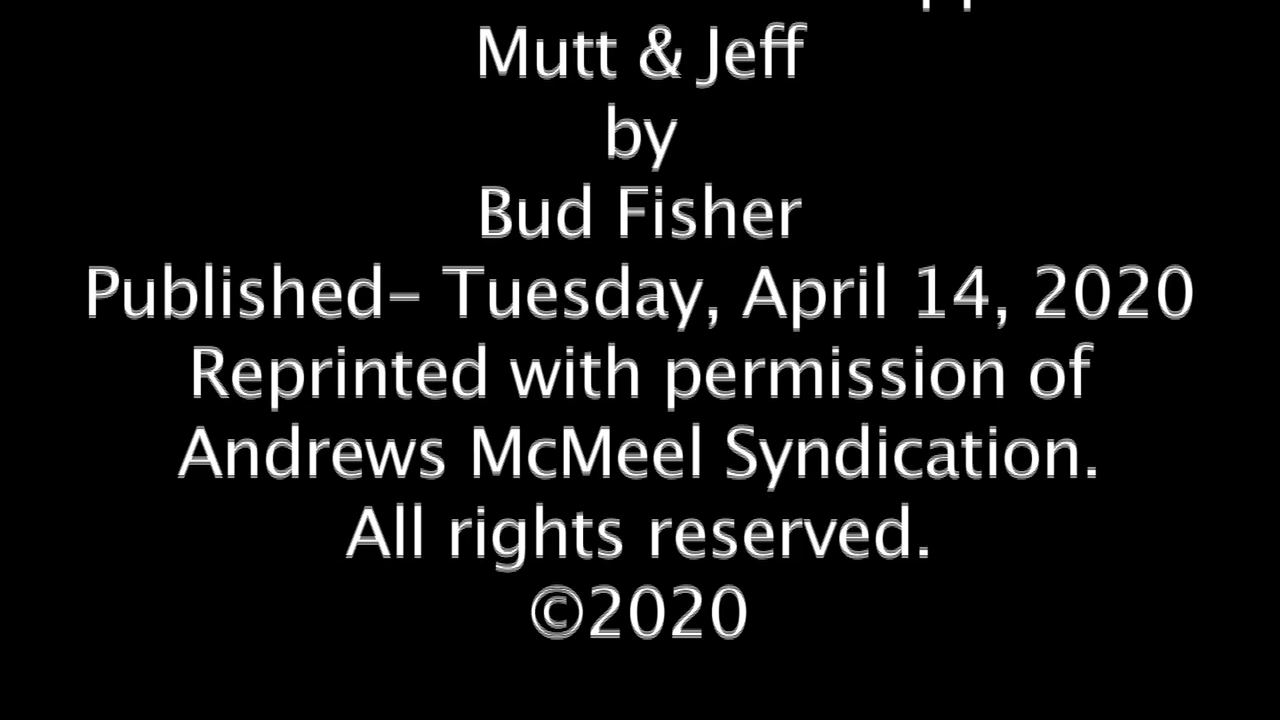 Mutt & Jeff
by
Bud Fisher
Published- Tuesday, April 14, 2020
Reprinted with permission of
Andrews McMeel Syndication.
All rights reserved.
©2020